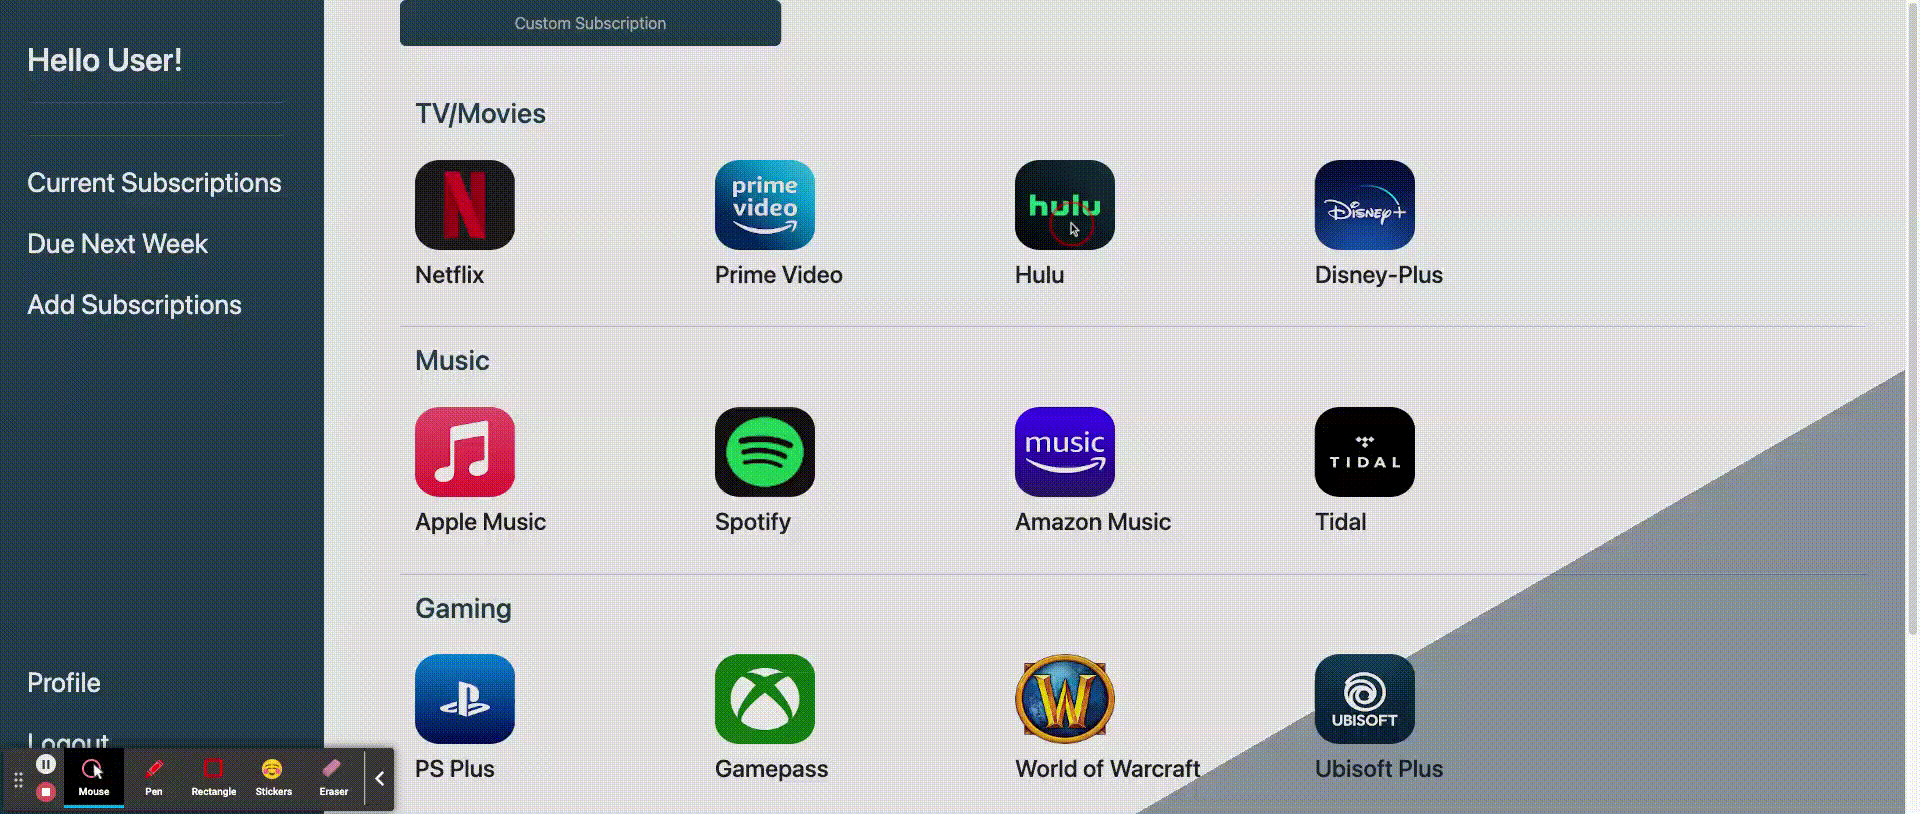 Custom Subscription
Hello User!
Current Subscriptions
Due Next Week
Add Subscriptions
Profile
Logout
TV/Movies
prime
video
hulu
Disney+
Netflix
Prime Video
Hulu
Disney-Plus
Music
music
TIDAL
Apple Music
Spotify
Amazon Music
Tidal
Gaming
W
UBISOFT
PS Plus
Gamepass
World of Warcraft
Ubisoft Plus
Mouse
Pen
Rectangle
Stickers
Eraser